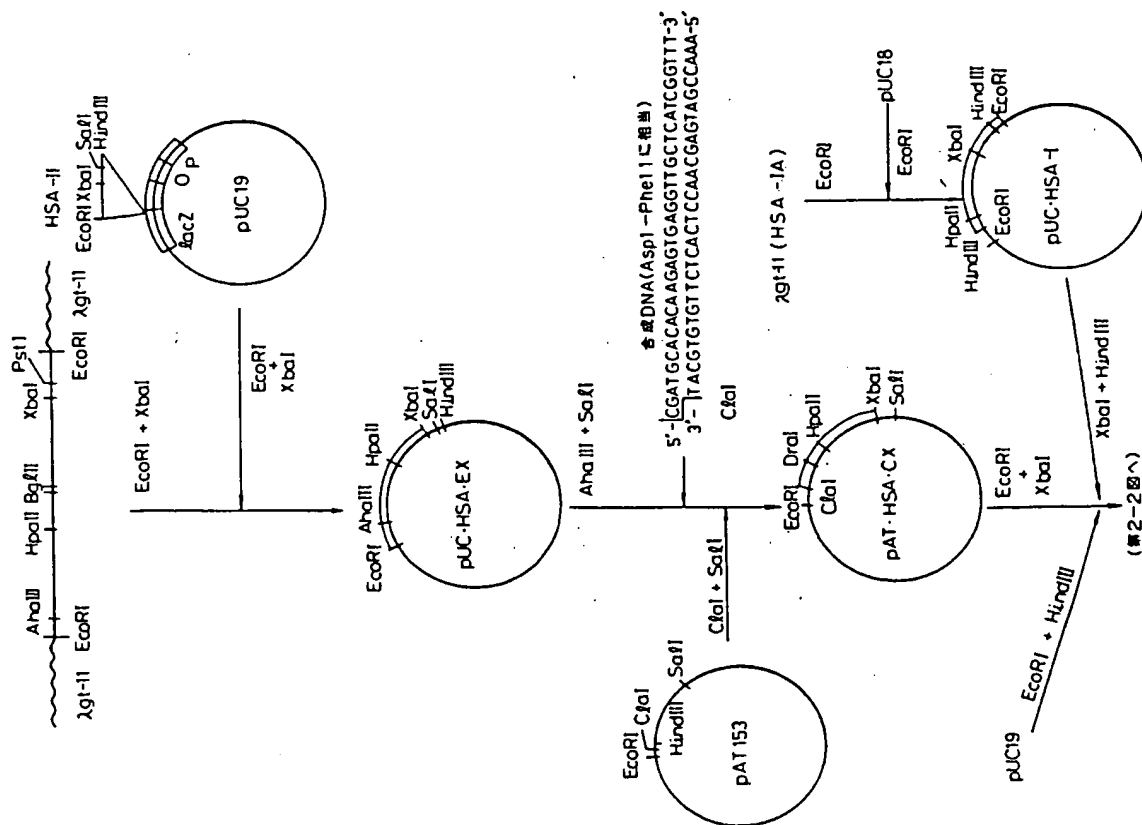 HSA-II
AhaIII HpaII BglII XbaI PstI
λgt-11 EcoRI EcoRI λgt-11
EcoRI XbaI SalI HindIII
lacZ O P
pUC19
EcoRI + XbaI
EcoRI
+
XbaI
EcoRI AhaIII HpaII XbaI SalI HindIII
pUC·HSA·EX
AhaIII + SalI
合成DNA(Asp1-Phe11に相当)
5'-CGATGCACACAAGAGTGAGGTTGCTCATCGGTTT-3'
3'-TACGTGTGTTCTCACTCCAACGAGTAGCCAAA-5'
ClaI
EcoRI ClaI HindIII SalI
pAT153
ClaI + SalI
EcoRI ClaI DraI HpaII XbaI SalI
pAT·HSA·CX
λgt-11 (HSA-IA)
EcoRI
pUC18
EcoRI
HindIII EcoRI HpaII XbaI HindIII EcoRI
pUC·HSA-I
pUC19
EcoRI + HindIII
EcoRI
+
XbaI
XbaI + HindIII
(第2-2図へ)